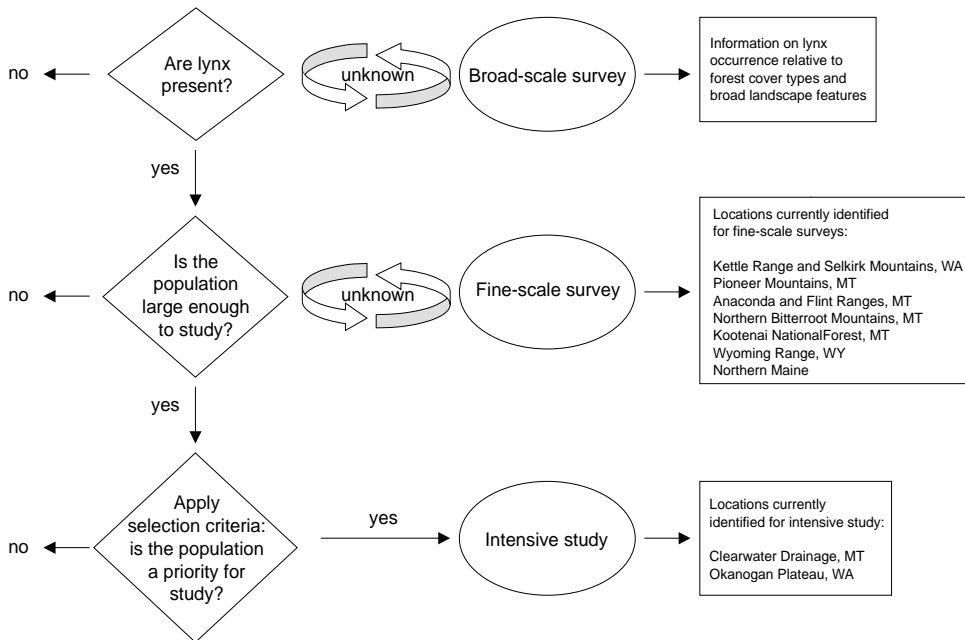 no
Are lynx
present?
unknown
Broad-scale survey
Information on lynx
occurrence relative to
forest cover types and
broad landscape features
yes
no
Is the
population
large enough
to study?
unknown
Fine-scale survey
Locations currently identified
for fine-scale surveys:
Kettle Range and Selkirk Mountains, WA
Pioneer Mountains, MT
Anaconda and Flint Ranges, MT
Northern Bitterroot Mountains, MT
Kootenai NationalForest, MT
Wyoming Range, WY
Northern Maine
yes
no
Apply
selection criteria:
is the population
a priority for
study?
yes
Intensive study
Locations currently
identified for intensive study:
Clearwater Drainage, MT
Okanogan Plateau, WA